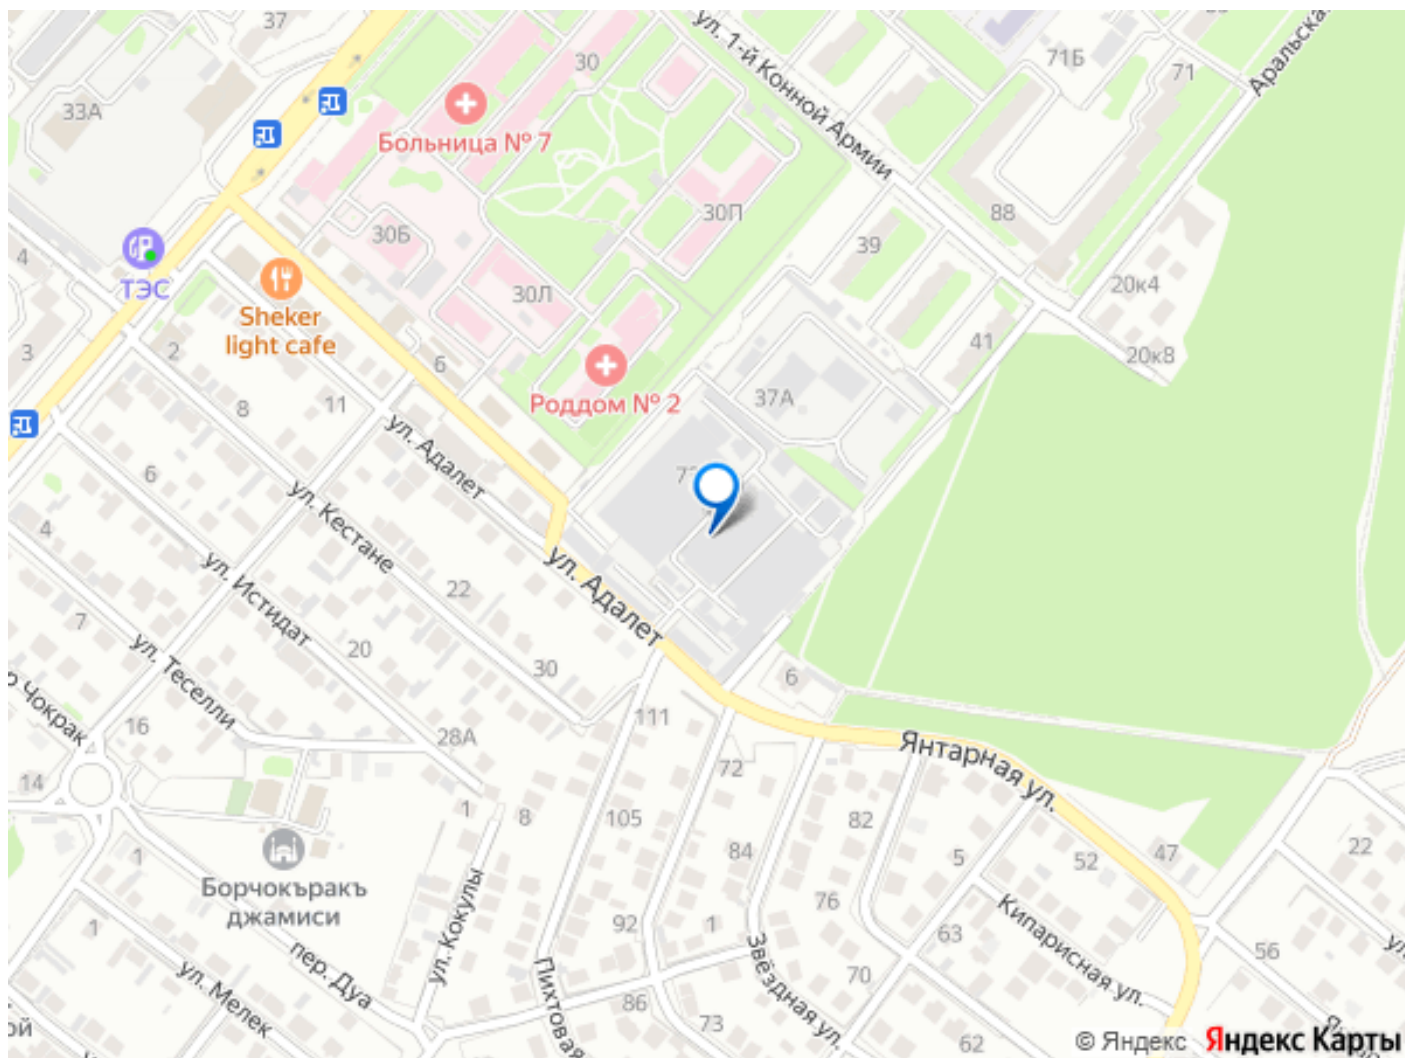 37
33А
30
Больница № 7
ул. 1-й Конной Армии
71Б
71
Аральска
4
30Б
30П
39
88
ТЭС
30Л
20к4
Sheker
light cafe
3
2
6
41
20к8
Роддом № 2
37А
8
11
ул. Адалет
6
ул. Кестане
4
ул. Истидат
22
ул. Адалет
7
ул. Теселли
20
30
6
Чокрак
16
28А
111
72
Янтарная ул.
14
1
8
105
82
84
5
52
47
22
1
Борчокъракъ
джамиси
ул. Кокулы
76
1
92
1
63
Кипарисная ул.
56
пер. Дуа
ул. Мелек
Пихтовая
Звёздная ул.
70
86
73
62
ой
© Яндекс
Яндекс Карты